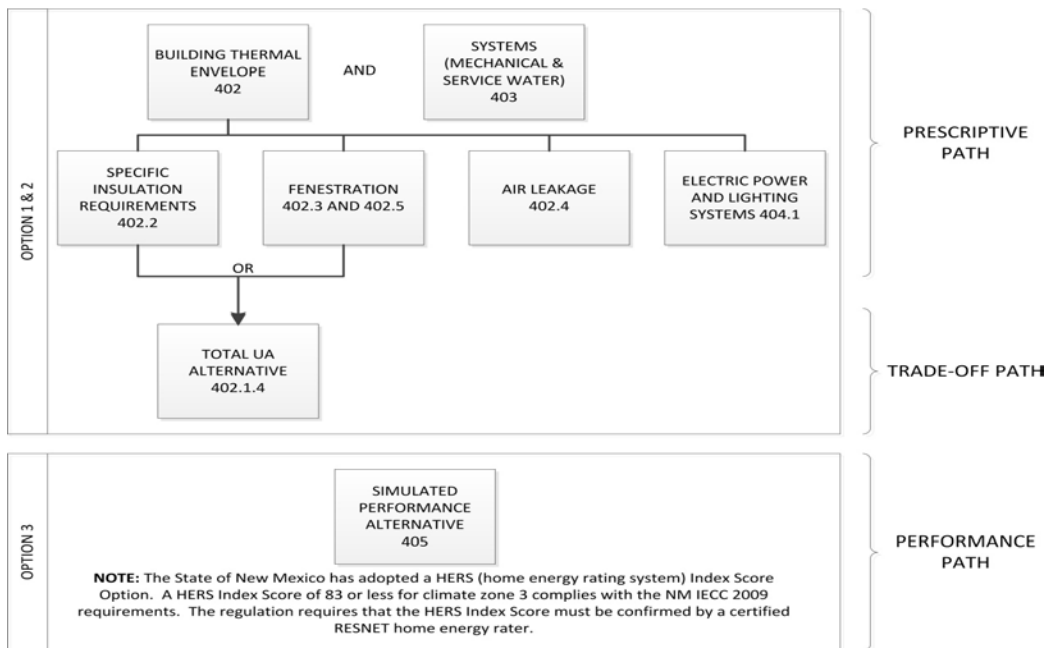 BUILDING THERMAL
ENVELOPE
402
AND
SYSTEMS
(MECHANICAL &
SERVICE WATER)
403
SPECIFIC
INSULATION
REQUIREMENTS
402.2
FENESTRATION
402.3 AND 402.5
AIR LEAKAGE
402.4
ELECTRIC POWER
AND LIGHTING
SYSTEMS 404.1
OR
TOTAL UA
ALTERNATIVE
402.1.4
OPTION 1 & 2
PRESCRIPTIVE
PATH
TRADE-OFF PATH
SIMULATED
PERFORMANCE
ALTERNATIVE
405
NOTE: The State of New Mexico has adopted a HERS (home energy rating system) Index Score
Option. A HERS Index Score of 83 or less for climate zone 3 complies with the NM IECC 2009
requirements. The regulation requires that the HERS Index Score must be confirmed by a certified
RESNET home energy rater.
OPTION 3
PERFORMANCE
PATH